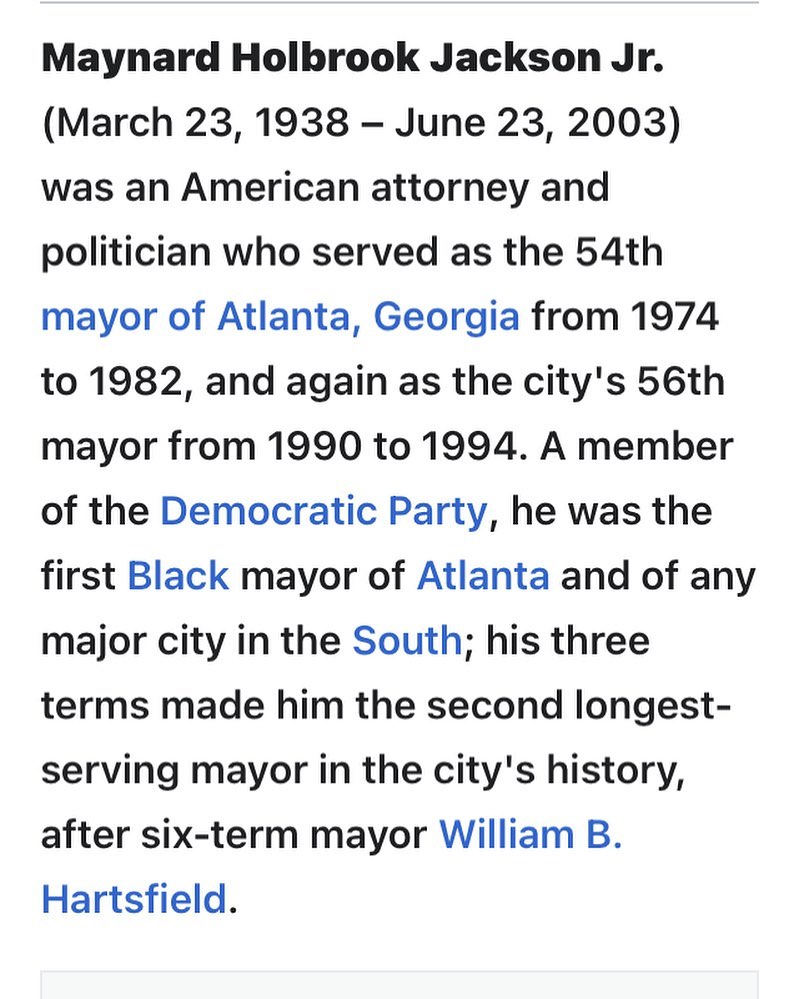 Maynard Holbrook Jackson Jr.
(March 23, 1938 – June 23, 2003)
was an American attorney and
politician who served as the 54th
mayor of Atlanta, Georgia from 1974
to 1982, and again as the city's 56th
mayor from 1990 to 1994. A member
of the Democratic Party, he was the
first Black mayor of Atlanta and of any
major city in the South; his three
terms made him the second longest-
serving mayor in the city's history,
after six-term mayor William B.
Hartsfield.